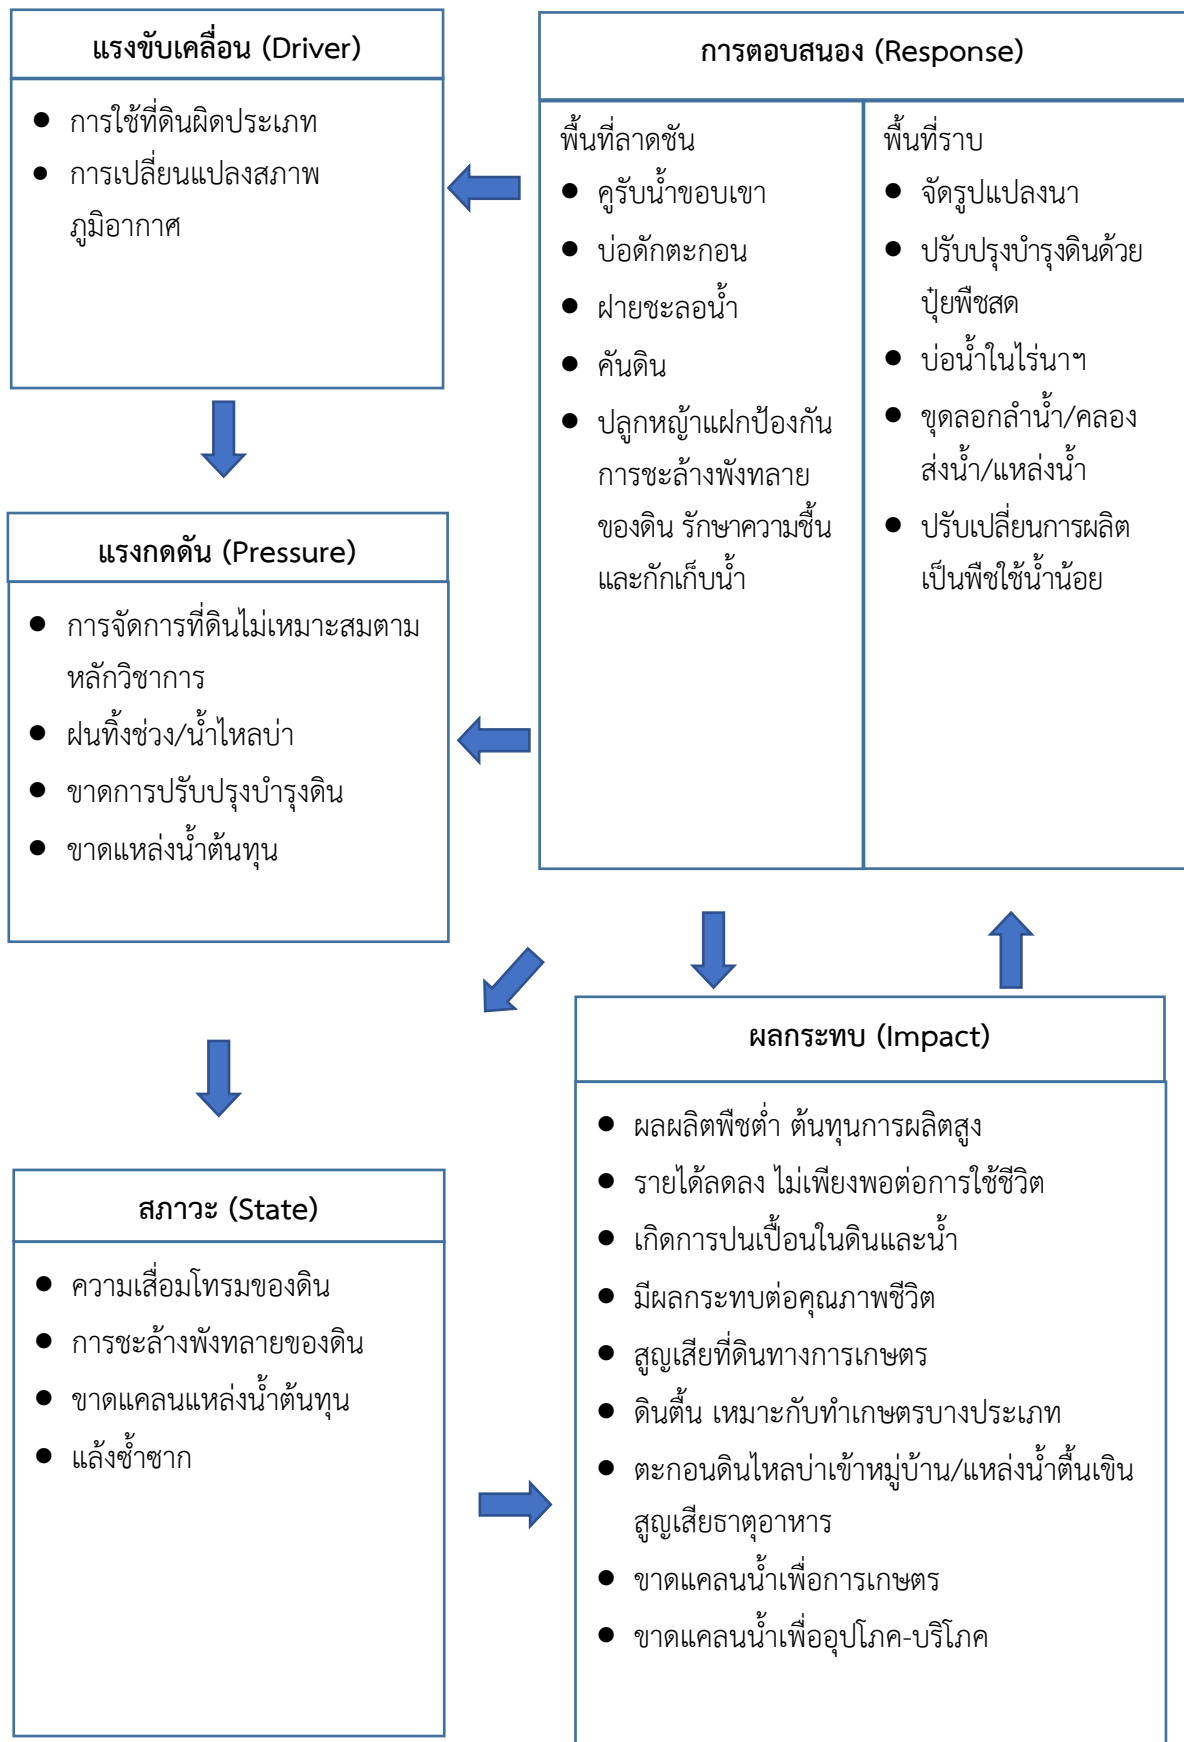 แรงขับเคลื่อน (Driver)
● การใช้ที่ดินผิดประเภท
● การเปลี่ยนแปลงสภาพ
ภูมิอากาศ
การตอบสนอง (Response)
พื้นที่ลาดชัน
● คูรับน้ำขอบเขา
● บ่อดักตะกอน
● ฝายชะลอน้ำ
● คันดิน
● ปลูกหญ้าแฝกป้องกัน
การชะล้างพังทลาย
ของดิน รักษาความชื้น
และกักเก็บน้ำ
พื้นที่ราบ
● จัดรูปแปลงนา
● ปรับปรุงบำรุงดินด้วย
ปุ๋ยพืชสด
● บ่อน้ำในไร่นาฯ
● ขุดลอกลำน้ำ/คลอง
ส่งน้ำ/แหล่งน้ำ
● ปรับเปลี่ยนการผลิต
เป็นพืชใช้น้ำน้อย
แรงกดดัน (Pressure)
● การจัดการที่ดินไม่เหมาะสมตาม
หลักวิชาการ
● ฝนทิ้งช่วง/น้ำไหลบ่า
● ขาดการปรับปรุงบำรุงดิน
● ขาดแหล่งน้ำต้นทุน
สภาวะ (State)
● ความเสื่อมโทรมของดิน
● การชะล้างพังทลายของดิน
● ขาดแคลนแหล่งน้ำต้นทุน
● แล้งซ้ำซาก
ผลกระทบ (Impact)
● ผลผลิตพืชต่ำ ต้นทุนการผลิตสูง
● รายได้ลดลง ไม่เพียงพอต่อการใช้ชีวิต
● เกิดการปนเปื้อนในดินและน้ำ
● มีผลกระทบต่อคุณภาพชีวิต
● สูญเสียที่ดินทางการเกษตร
● ดินตื้น เหมาะกับทำเกษตรบางประเภท
● ตะกอนดินไหลบ่าเข้าหมู่บ้าน/แหล่งน้ำตื้นเขิน
สูญเสียธาตุอาหาร
● ขาดแคลนน้ำเพื่อการเกษตร
● ขาดแคลนน้ำเพื่ออุปโภค-บริโภค